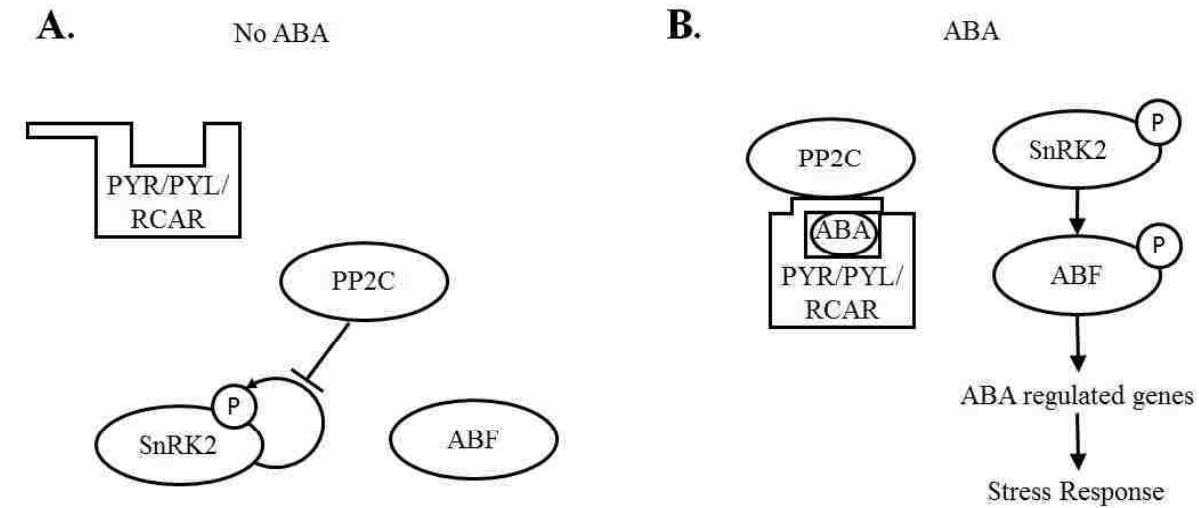 A.
No ABA
PYR/PYL/
RCAR
PP2C
P
SnRK2
ABF
B.
ABA
PP2C
ABA
PYR/PYL/
RCAR
P
SnRK2
P
ABF
ABA regulated genes
Stress Response